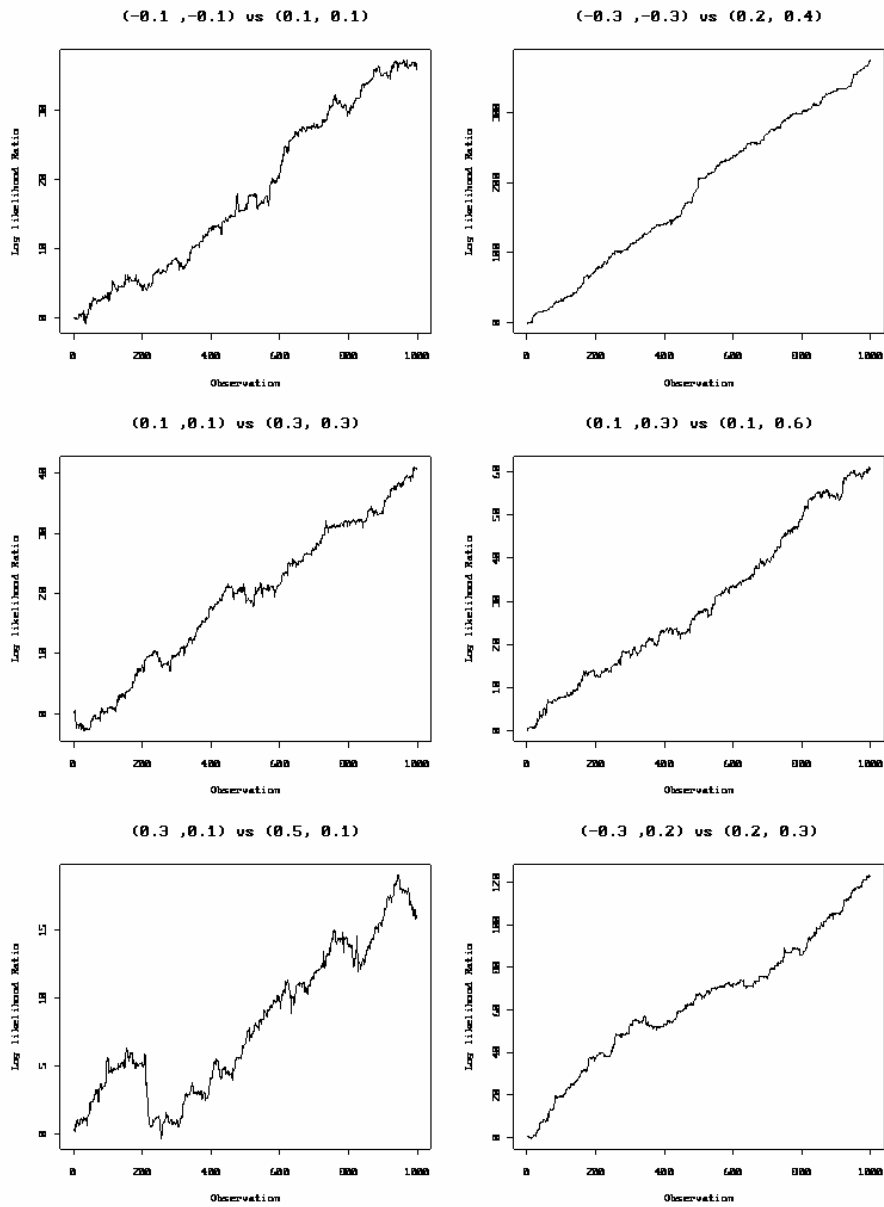 (-0.1 ,-0.1) vs (0.1, 0.1)
Log likelihood Ratio
30
20
10
0
0 200 400 600 800 1000
Observation
(-0.3 ,-0.3) vs (0.2, 0.4)
Log likelihood Ratio
300
200
100
0
0 200 400 600 800 1000
Observation
(0.1 ,0.1) vs (0.3, 0.3)
Log likelihood Ratio
40
30
20
10
0
0 200 400 600 800 1000
Observation
(0.1 ,0.3) vs (0.1, 0.6)
Log likelihood Ratio
60
50
40
30
20
10
0
0 200 400 600 800 1000
Observation
(0.3 ,0.1) vs (0.5, 0.1)
Log likelihood Ratio
15
10
5
0
0 200 400 600 800 1000
Observation
(-0.3 ,0.2) vs (0.2, 0.3)
Log likelihood Ratio
120
100
80
60
40
20
0
0 200 400 600 800 1000
Observation